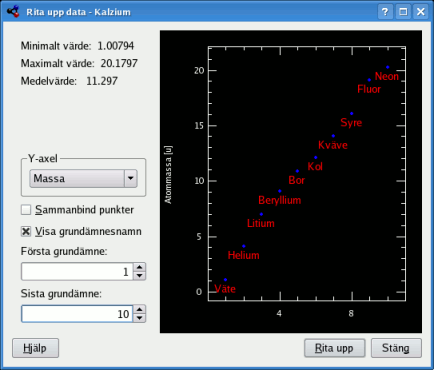 Rita upp data - Kalzium
Minimalt värde: 1.00794
Maximalt värde: 20.1797
Medelvärde: 11.297
Y-axel
Massa
Sammanbind punkter
Visa grundämnesnamn
Första grundämne:
1
Sista grundämne:
10
Atommassa [u]
20
15
10
5
0
4
8
Neon
Fluor
Syre
Kväve
Kol
Bor
Beryllium
Litium
Helium
Väte
Hjälp
Rita upp
Stäng